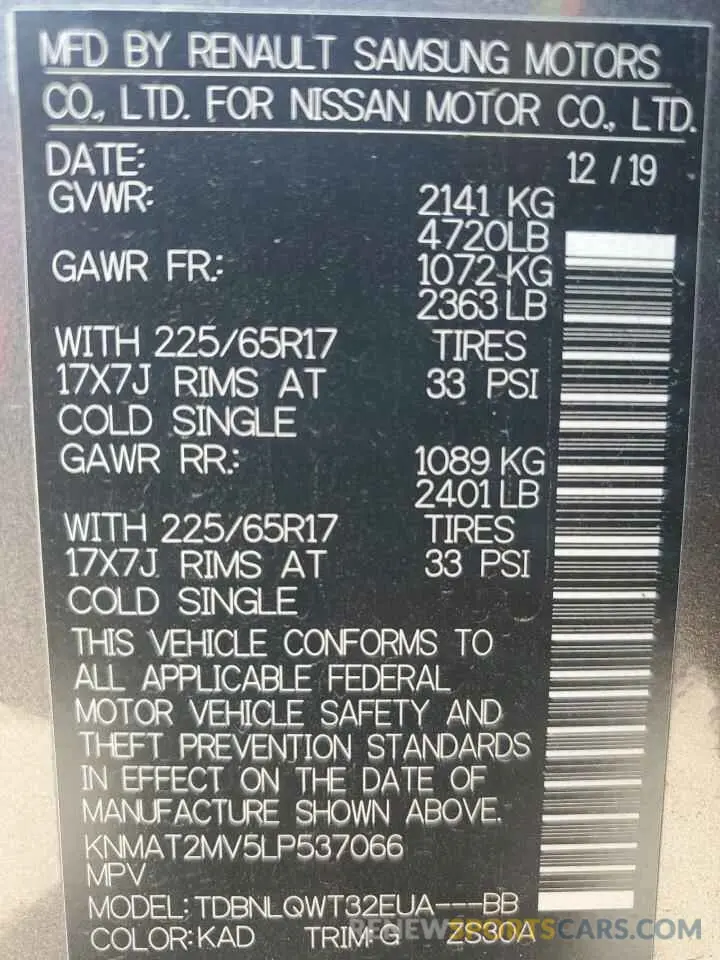 MFD BY RENAULT SAMSUNG MOTORS
CO., LTD. FOR NISSAN MOTOR CO., LTD.
DATE: 12 / 19
GVWR: 2141 KG
4720LB
GAWR FR.: 1072 KG
2363 LB
WITH 225/65R17 TIRES
17X7J RIMS AT 33 PSI
COLD SINGLE
GAWR RR.: 1089 KG
2401 LB
WITH 225/65R17 TIRES
17X7J RIMS AT 33 PSI
COLD SINGLE
THIS VEHICLE CONFORMS TO
ALL APPLICABLE FEDERAL
MOTOR VEHICLE SAFETY AND
THEFT PREVENTION STANDARDS
IN EFFECT ON THE DATE OF
MANUFACTURE SHOWN ABOVE.
KNMAT2MV5LP537066
MPV
MODEL: TDBNLQWT32EUA---BB
COLOR: KAD TRIM: G ZS30A
RENEWSPORTSCARS.COM